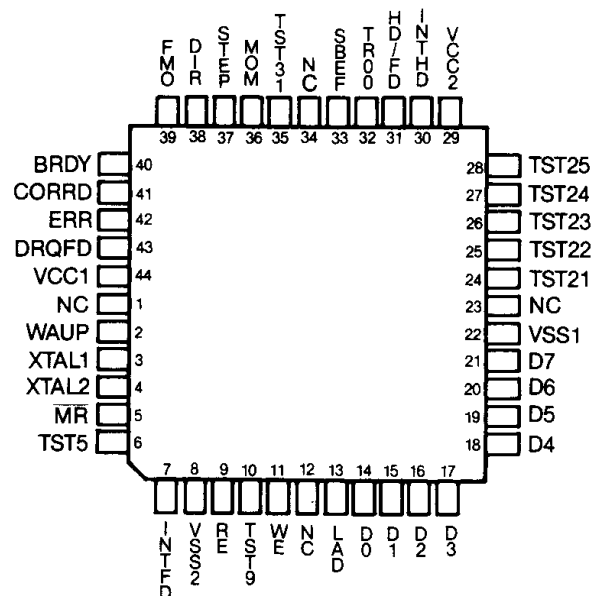 FMO
DIR
STEP
MOM
TST31
NC
SBEF
TR00
HD/FD
INTHD
VCC2
39 38 37 36 35 34 33 32 31 30 29
BRDY 40
CORRD 41
ERR 42
DRQFD 43
VCC1 44
NC 1
WAUP 2
XTAL1 3
XTAL2 4
MR 5
TST5 6
28 TST25
27 TST24
26 TST23
25 TST22
24 TST21
23 NC
22 VSS1
21 D7
20 D6
19 D5
18 D4
7 8 9 10 11 12 13 14 15 16 17
INTFD
VSS2
RE
TST9
WE
NC
LAD
D0
D1
D2
D3